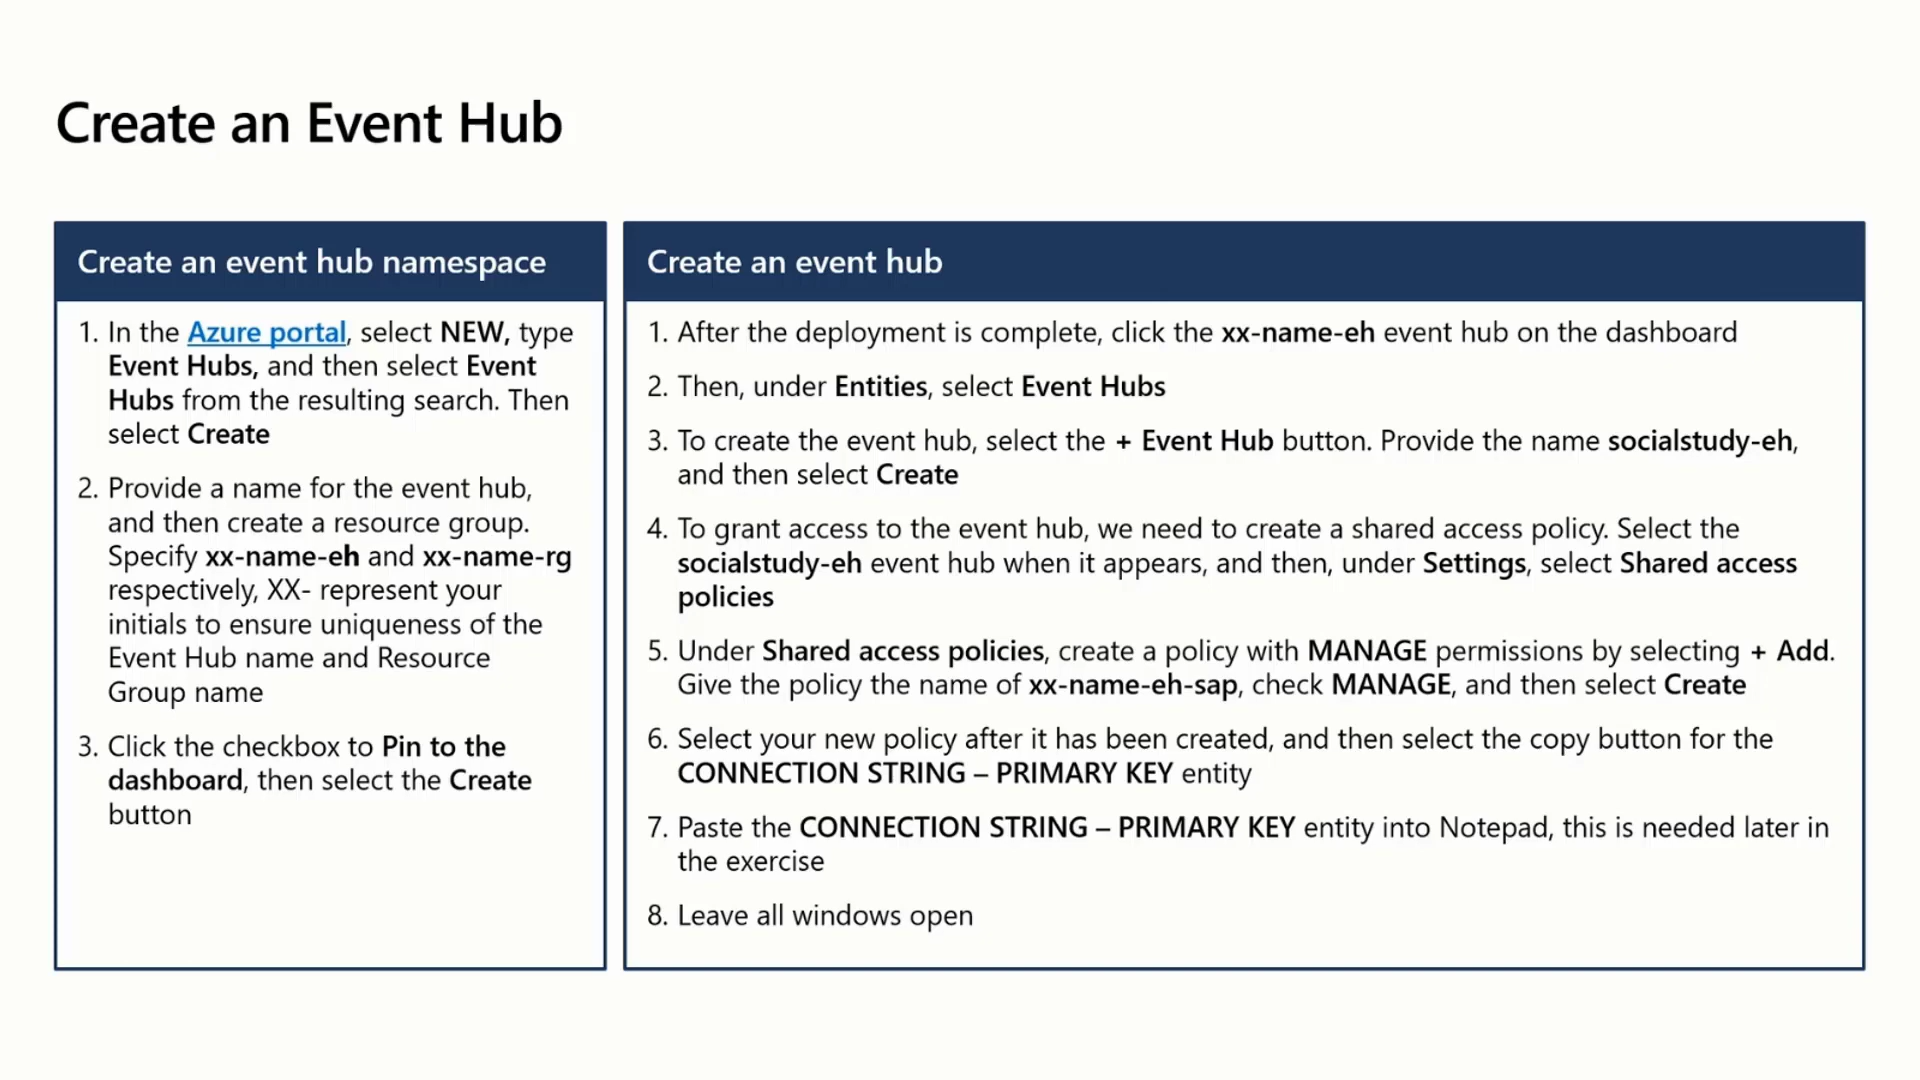 Create an Event Hub
Create an event hub namespace
1. In the Azure portal, select NEW, type
Event Hubs, and then select Event
Hubs from the resulting search. Then
select Create
2. Provide a name for the event hub,
and then create a resource group.
Specify xx-name-eh and xx-name-rg
respectively, XX- represent your
initials to ensure uniqueness of the
Event Hub name and Resource
Group name
3. Click the checkbox to Pin to the
dashboard, then select the Create
button
Create an event hub
1. After the deployment is complete, click the xx-name-eh event hub on the dashboard
2. Then, under Entities, select Event Hubs
3. To create the event hub, select the + Event Hub button. Provide the name socialstudy-eh,
and then select Create
4. To grant access to the event hub, we need to create a shared access policy. Select the
socialstudy-eh event hub when it appears, and then, under Settings, select Shared access
policies
5. Under Shared access policies, create a policy with MANAGE permissions by selecting + Add.
Give the policy the name of xx-name-eh-sap, check MANAGE, and then select Create
6. Select your new policy after it has been created, and then select the copy button for the
CONNECTION STRING – PRIMARY KEY entity
7. Paste the CONNECTION STRING – PRIMARY KEY entity into Notepad, this is needed later in
the exercise
8. Leave all windows open